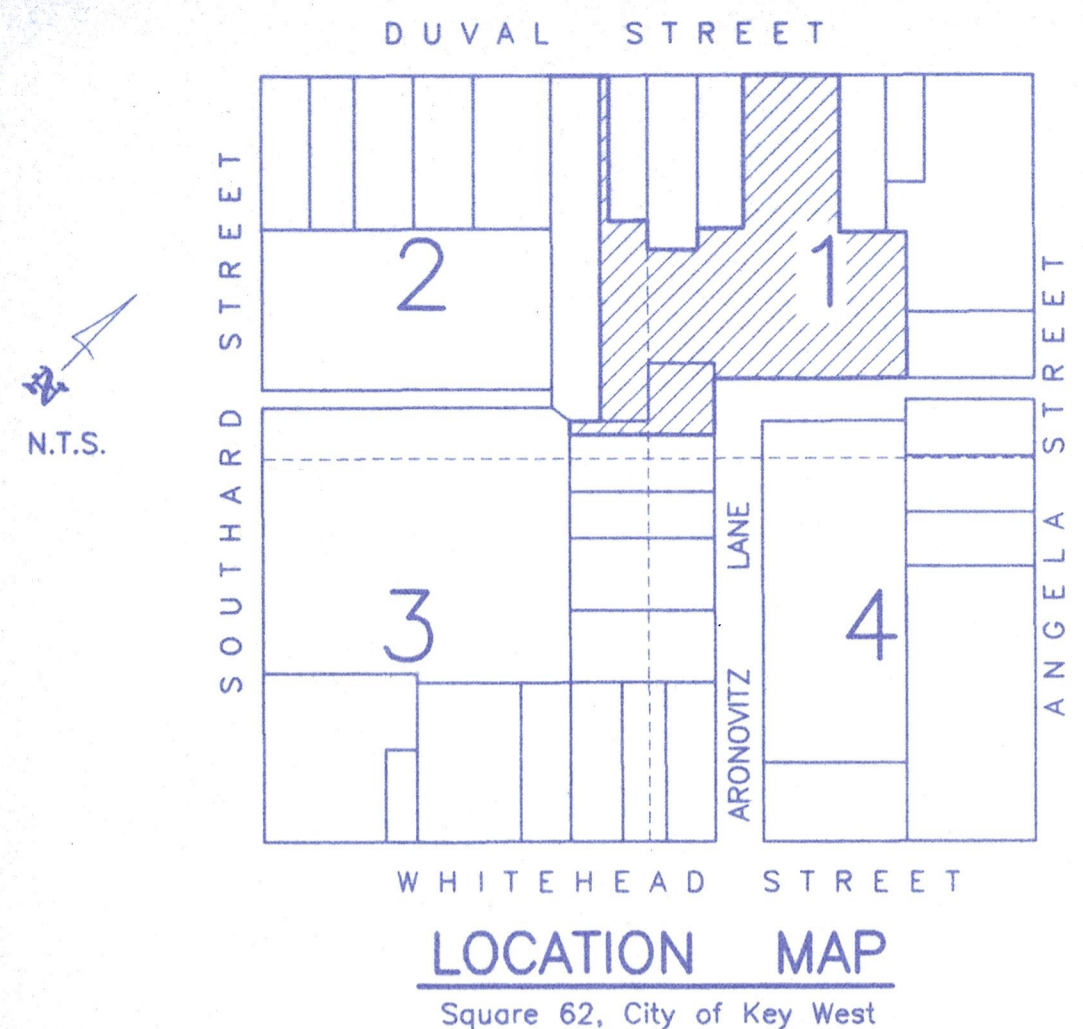 DUVAL STREET
SOUTHARD STREET
2
1
N
N.T.S.
ANGELA STREET
ARONOVITZ LANE
3
4
WHITEHEAD STREET
LOCATION MAP
Square 62, City of Key West